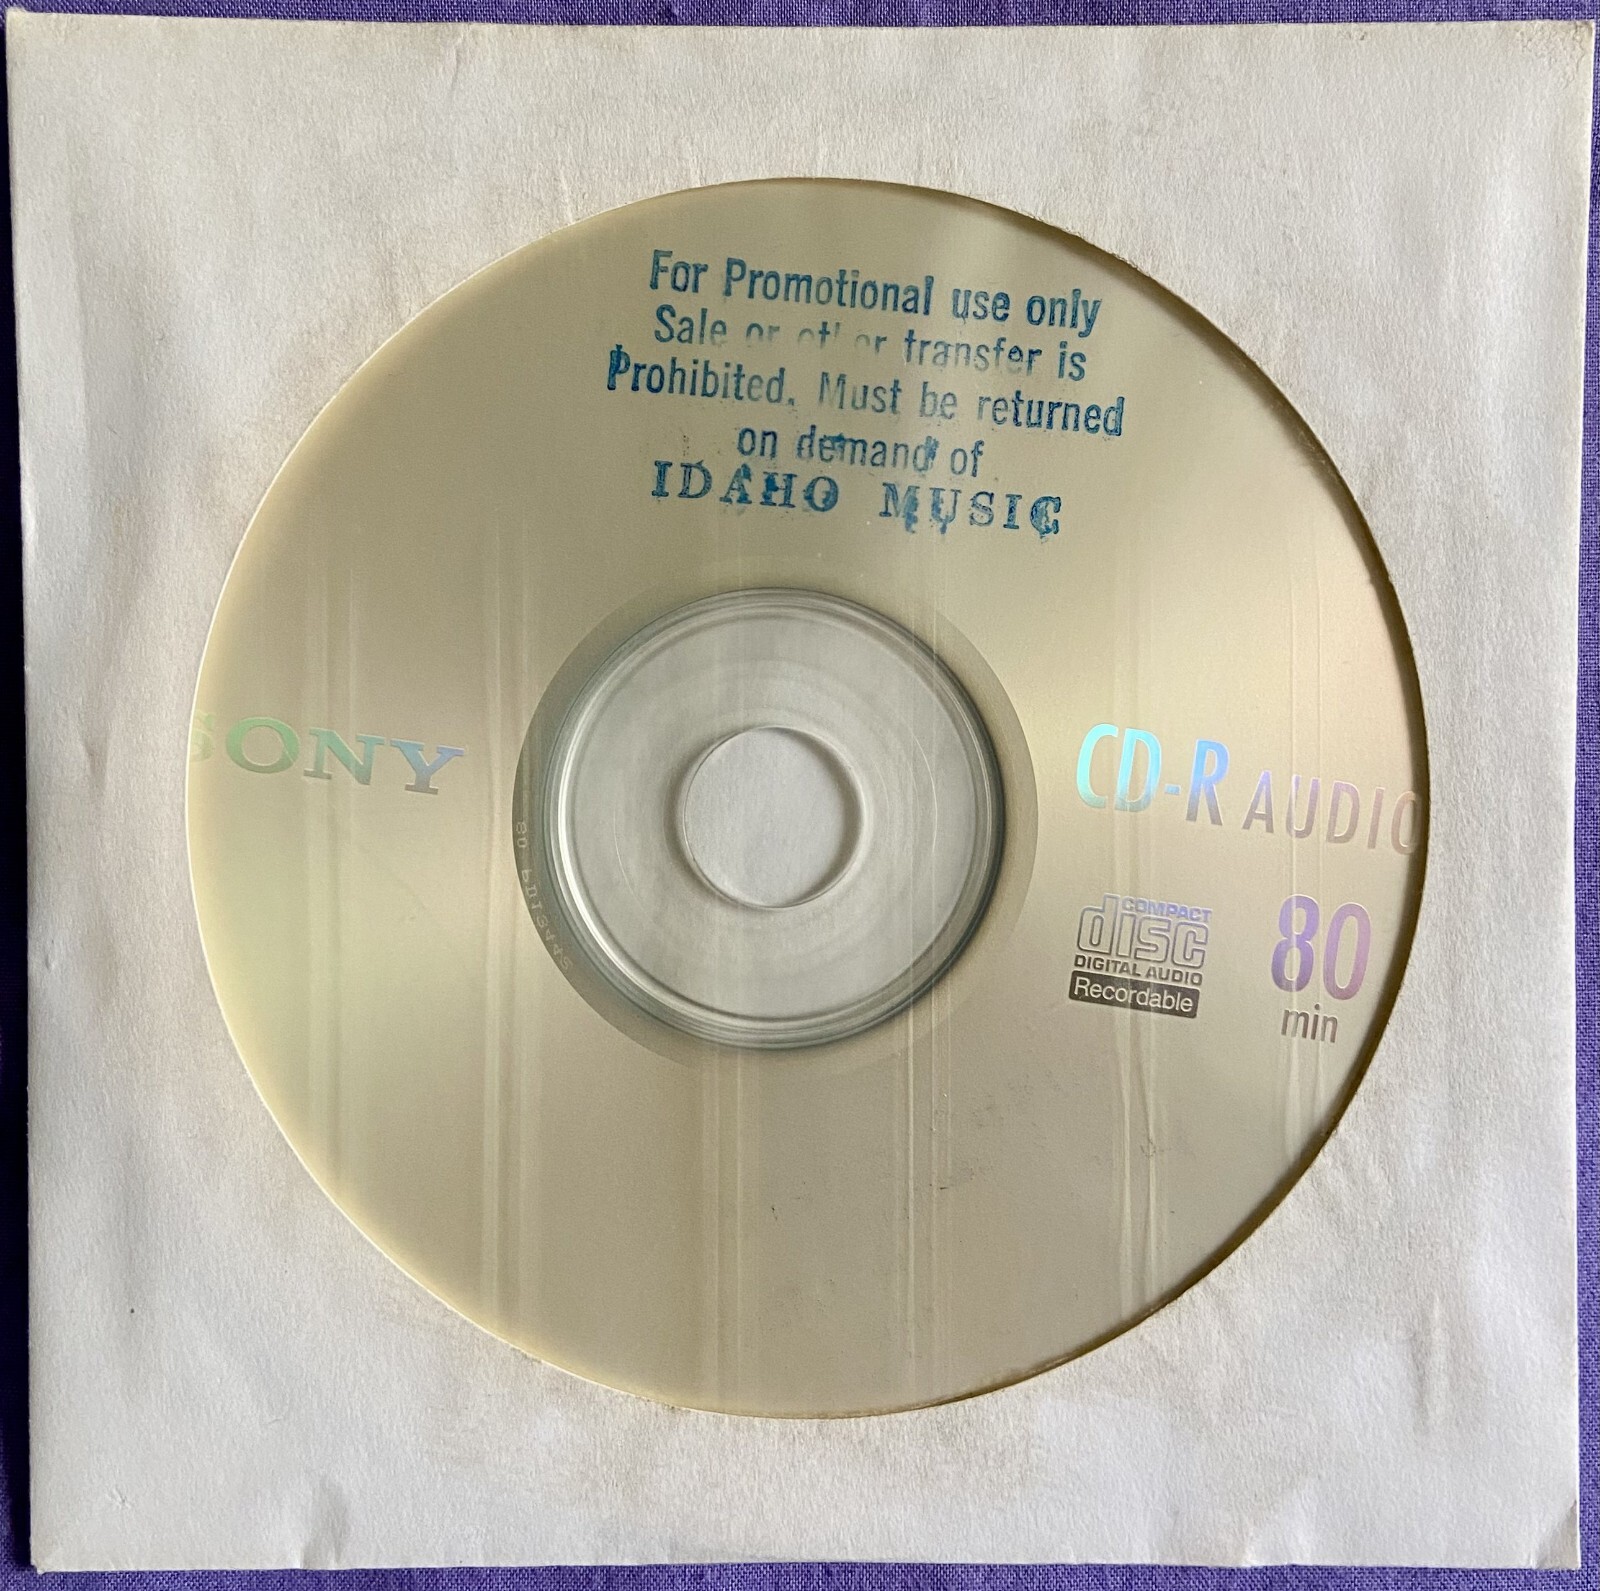 For Promotional use only
Sale or other transfer is
Prohibited. Must be returned
on demand of
IDAHO MUSIC
SONY
CD-R AUDIO
COMPACT
disc
DIGITAL AUDIO
Recordable
80
min